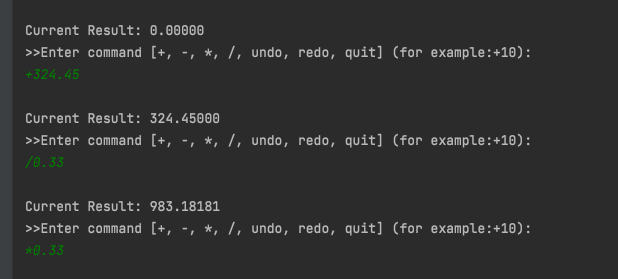 Current Result: 0.00000
>>Enter command [+, -, *, /, undo, redo, quit] (for example:+10):
+324.45
Current Result: 324.45000
>>Enter command [+, -, *, /, undo, redo, quit] (for example:+10):
/0.33
Current Result: 983.18181
>>Enter command [+, -, *, /, undo, redo, quit] (for example:+10):
*0.33